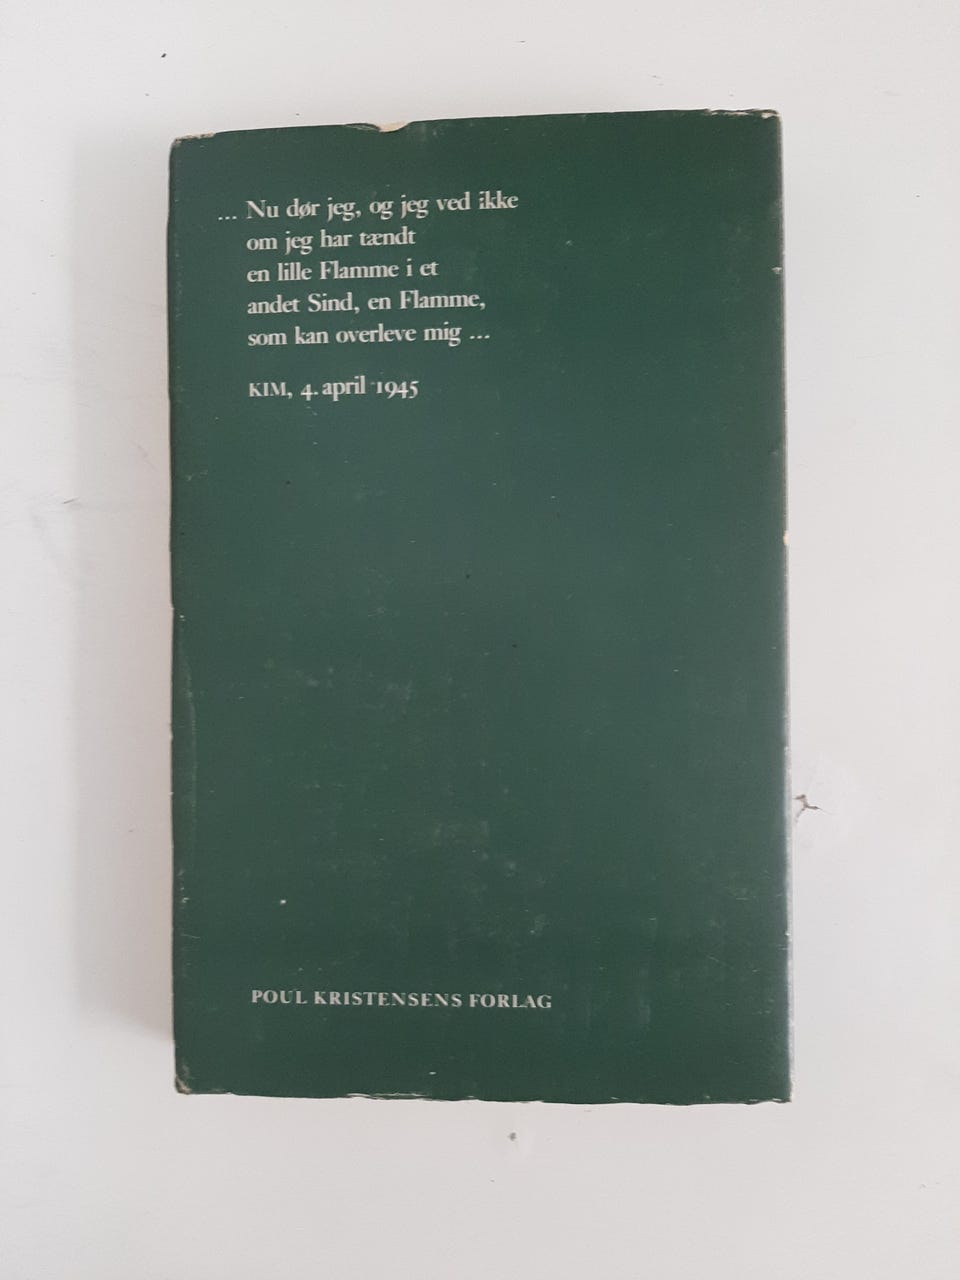 ... Nu dør jeg, og jeg ved ikke
om jeg har tændt
en lille Flamme i et
andet Sind, en Flamme,
som kan overleve mig ...
KIM, 4. april 1945
POUL KRISTENSENS FORLAG